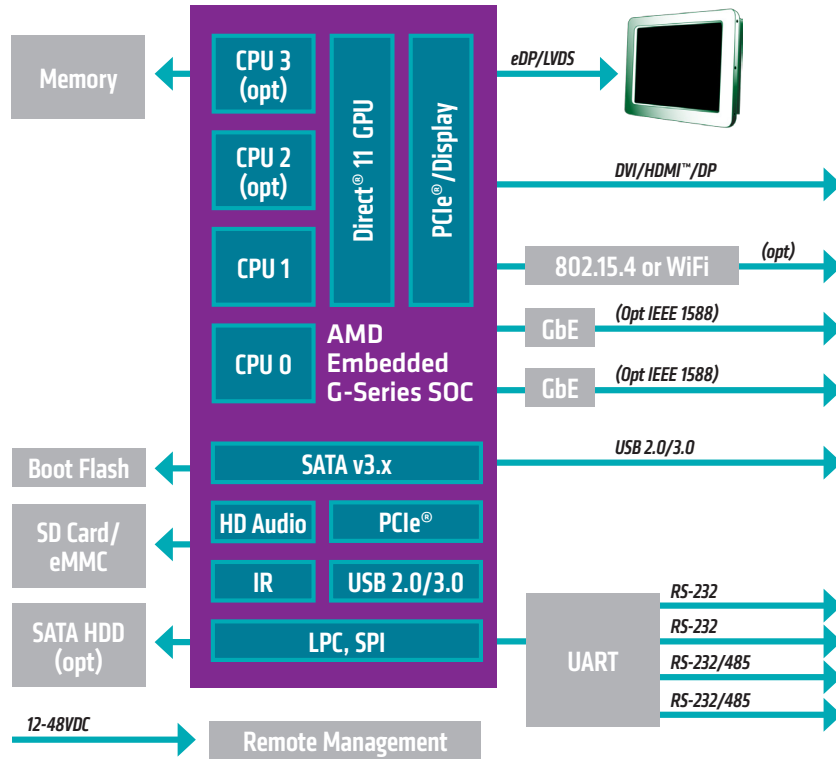 Memory
CPU 3
(opt)
CPU 2
(opt)
CPU 1
CPU 0
Direct® 11 GPU
PCIe®/Display
AMD
Embedded
G-Series SOC
eDP/LVDS
DVI/HDMI™/DP
802.15.4 or WiFi
(opt)
GbE
(Opt IEEE 1588)
GbE
(Opt IEEE 1588)
Boot Flash
SATA v3.x
USB 2.0/3.0
SD Card/
eMMC
HD Audio
PCIe®
IR
USB 2.0/3.0
SATA HDD
(opt)
LPC, SPI
UART
RS-232
RS-232
RS-232/485
RS-232/485
12-48VDC
Remote Management